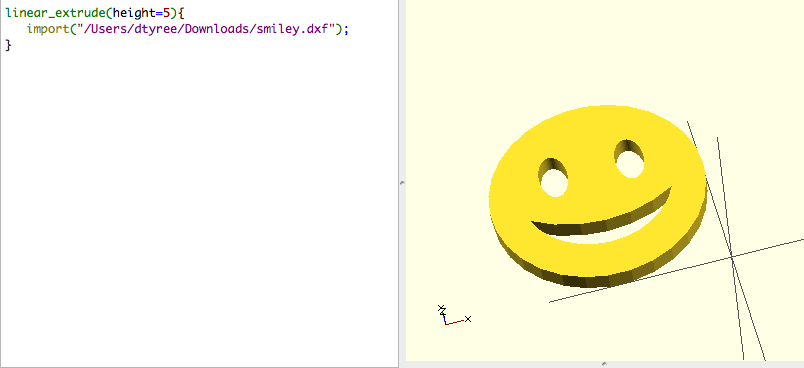 linear_extrude(height=5){
import("/Users/dtyree/Downloads/smiley.dxf");
}
x
z
x